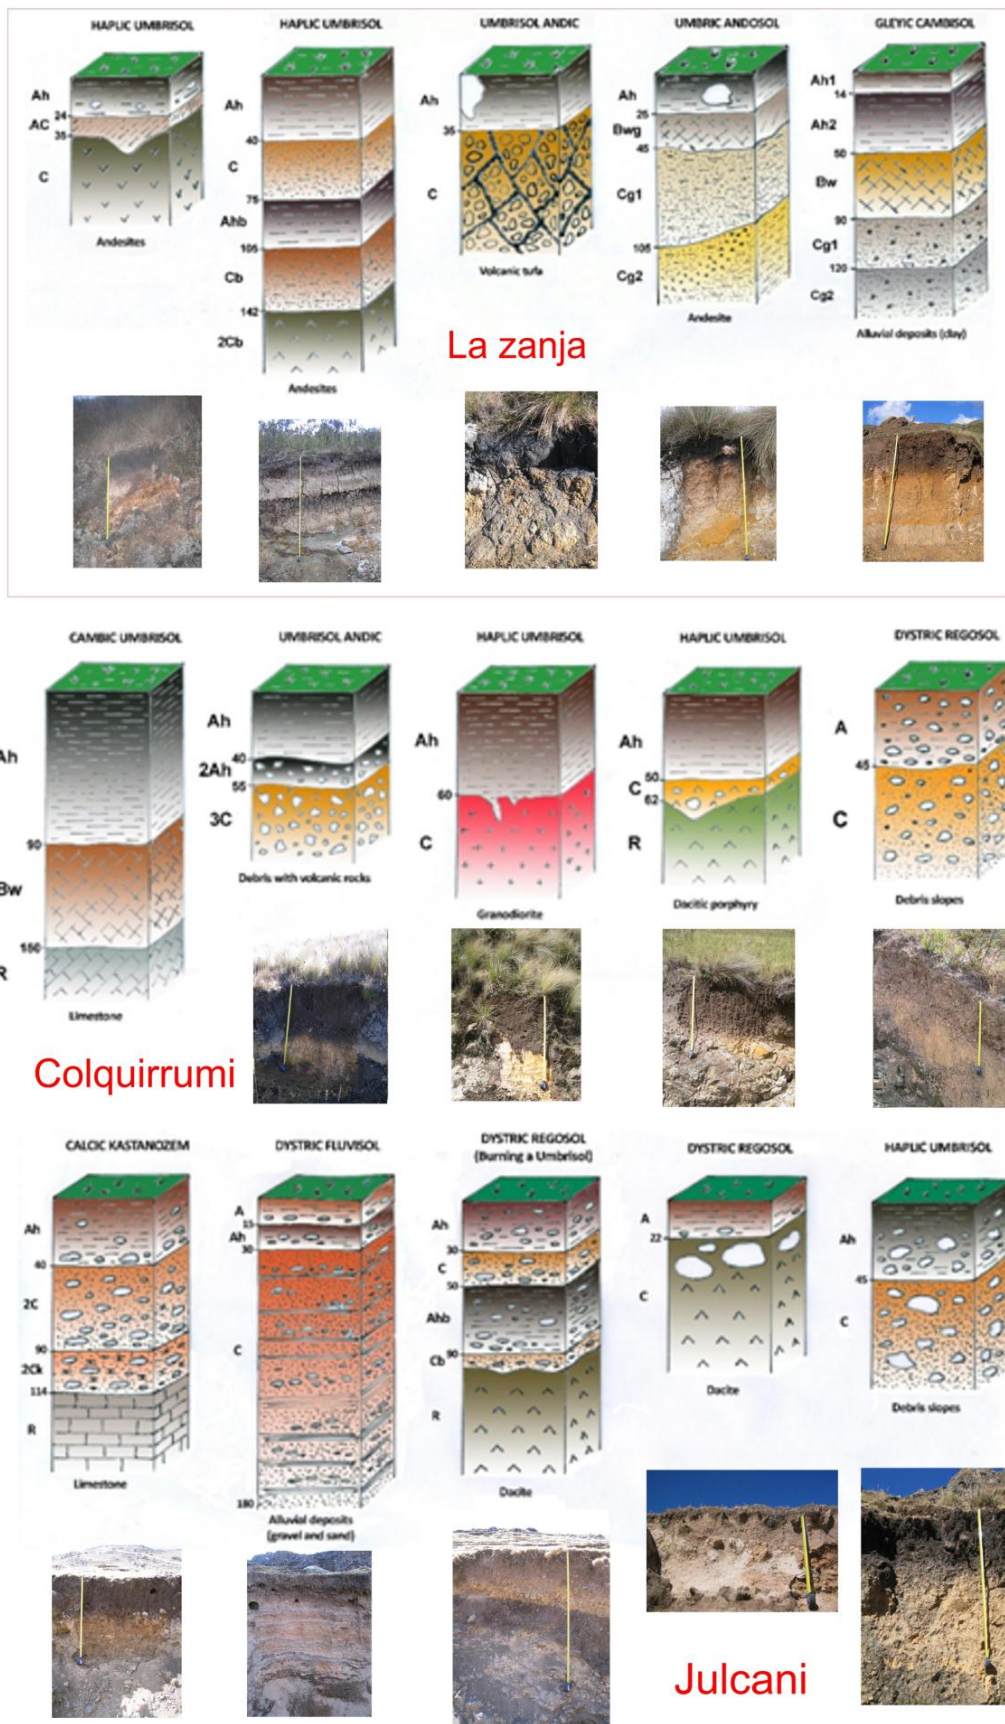 HAPLIC UMBRISOL
Ah
24
AC
35
C
Andesites
HAPLIC UMBRISOL
Ah
40
C
75
Ahb
105
Cb
142
2Cb
Andesites
UMBRISOL ANDIC
Ah
35
C
Volcanic tufa
UMBRIC ANDOSOL
Ah
25
Bwg
45
Cg1
105
Cg2
Andesite
GLEYIC CAMBISOL
Ah1
14
Ah2
50
Bw
90
Cg1
120
Cg2
Alluvial deposits (clay)
La zanja
CAMBIC UMBRISOL
Ah
90
Bw
150
R
Limestone
UMBRISOL ANDIC
Ah
40
2Ah
55
3C
Debris with volcanic rocks
HAPLIC UMBRISOL
Ah
60
C
Granodiorite
HAPLIC UMBRISOL
Ah
50
C
62
R
Dacitic porphyry
DYSTRIC REGOSOL
A
45
C
Debris slopes
Colquirrumi
CALCIC KASTANOZEM
Ah
40
2C
90
2Ck
114
R
Limestone
DYSTRIC FLUVISOL
A
15
Ah
30
C
180
Alluvial deposits
(gravel and sand)
DYSTRIC REGOSOL
(Burning a Umbrisol)
Ah
30
C
50
Ahb
90
Cb
R
Dacite
DYSTRIC REGOSOL
A
22
C
Dacite
HAPLIC UMBRISOL
Ah
45
C
Debris slopes
Julcani